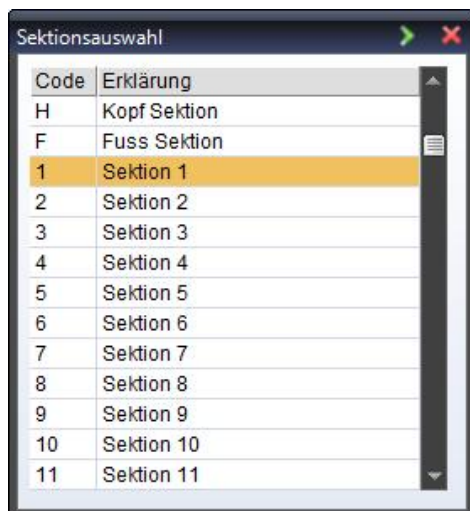 Sektionsauswahl
Code Erklärung
H Kopf Sektion
F Fuss Sektion
1 Sektion 1
2 Sektion 2
3 Sektion 3
4 Sektion 4
5 Sektion 5
6 Sektion 6
7 Sektion 7
8 Sektion 8
9 Sektion 9
10 Sektion 10
11 Sektion 11